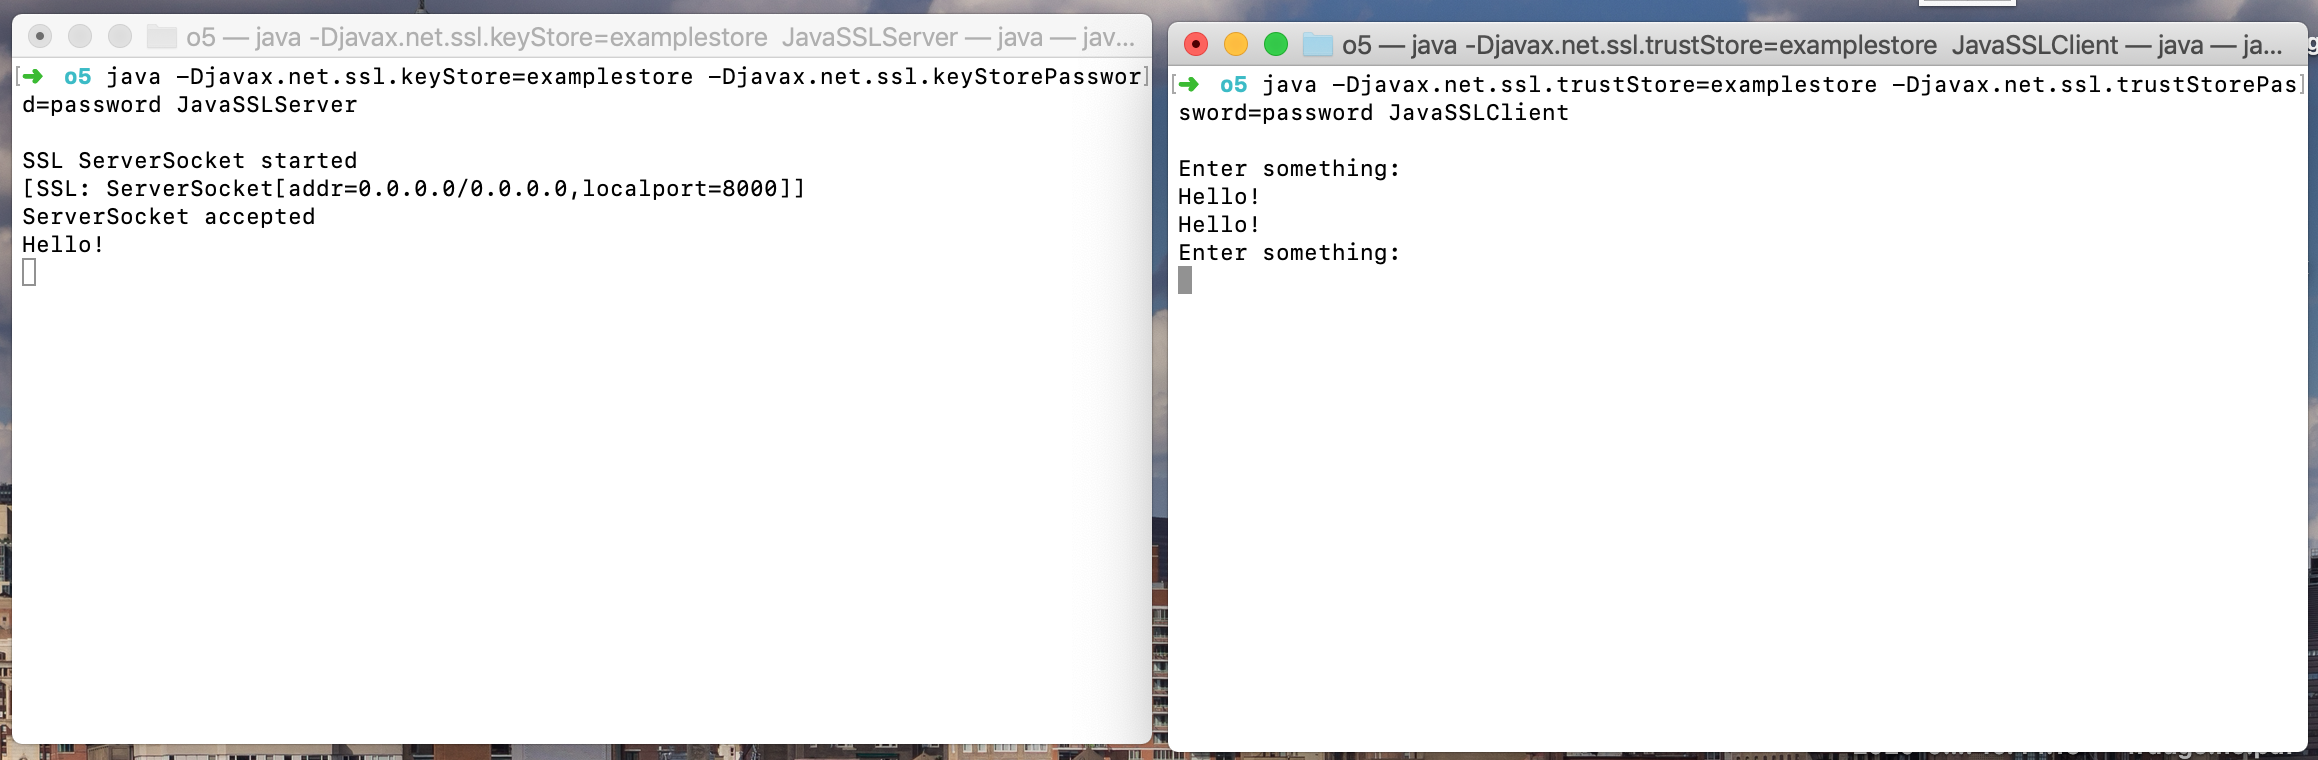 o5 — java -Djavax.net.ssl.keyStore=examplestore  JavaSSLServer — java — jav...
[➜  o5 java -Djavax.net.ssl.keyStore=examplestore -Djavax.net.ssl.keyStorePasswor]
d=password JavaSSLServer
SSL ServerSocket started
[SSL: ServerSocket[addr=0.0.0.0/0.0.0.0,localport=8000]]
ServerSocket accepted
Hello!
o5 — java -Djavax.net.ssl.trustStore=examplestore  JavaSSLClient — java — ja...
[➜  o5 java -Djavax.net.ssl.trustStore=examplestore -Djavax.net.ssl.trustStorePas]
sword=password JavaSSLClient
Enter something:
Hello!
Hello!
Enter something: